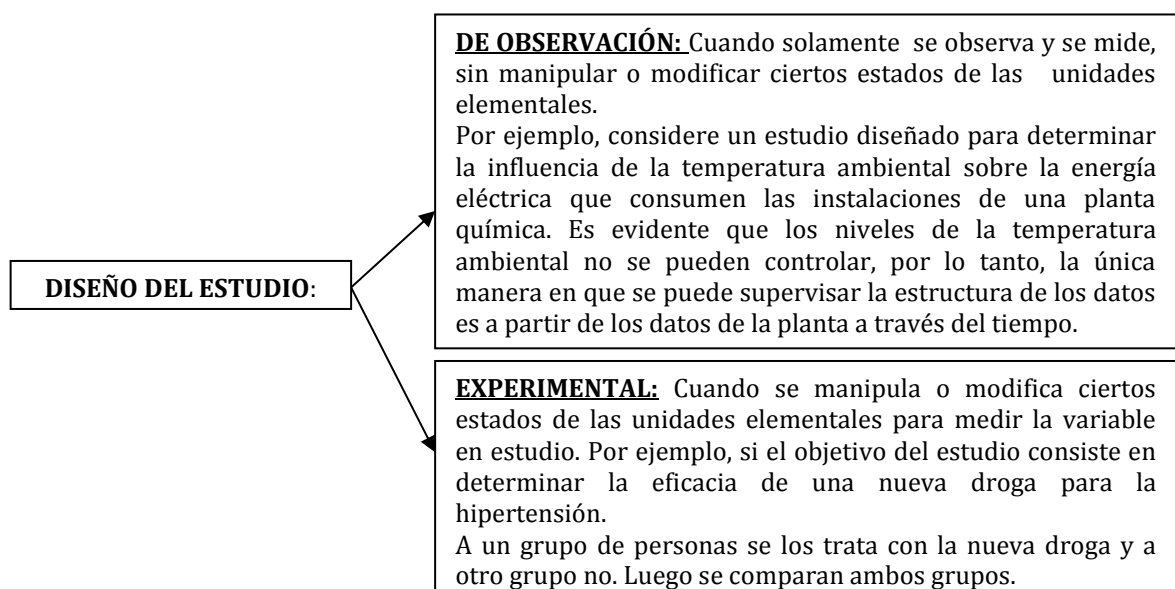 DE OBSERVACIÓN: Cuando solamente se observa y se mide,
sin manipular o modificar ciertos estados de las unidades
elementales.
Por ejemplo, considere un estudio diseñado para determinar
la influencia de la temperatura ambiental sobre la energía
eléctrica que consumen las instalaciones de una planta
química. Es evidente que los niveles de la temperatura
ambiental no se pueden controlar, por lo tanto, la única
manera en que se puede supervisar la estructura de los datos
es a partir de los datos de la planta a través del tiempo.
DISEÑO DEL ESTUDIO:
EXPERIMENTAL: Cuando se manipula o modifica ciertos
estados de las unidades elementales para medir la variable
en estudio. Por ejemplo, si el objetivo del estudio consiste en
determinar la eficacia de una nueva droga para la
hipertensión.
A un grupo de personas se los trata con la nueva droga y a
otro grupo no. Luego se comparan ambos grupos.